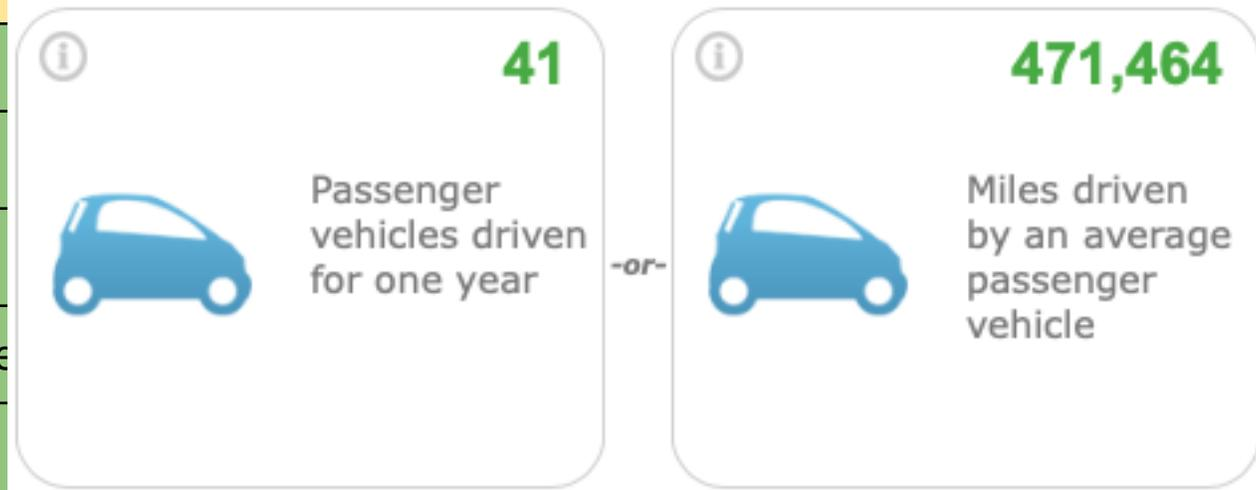 41
Passenger
vehicles driven
for one year
-or-
471,464
Miles driven
by an average
passenger
vehicle